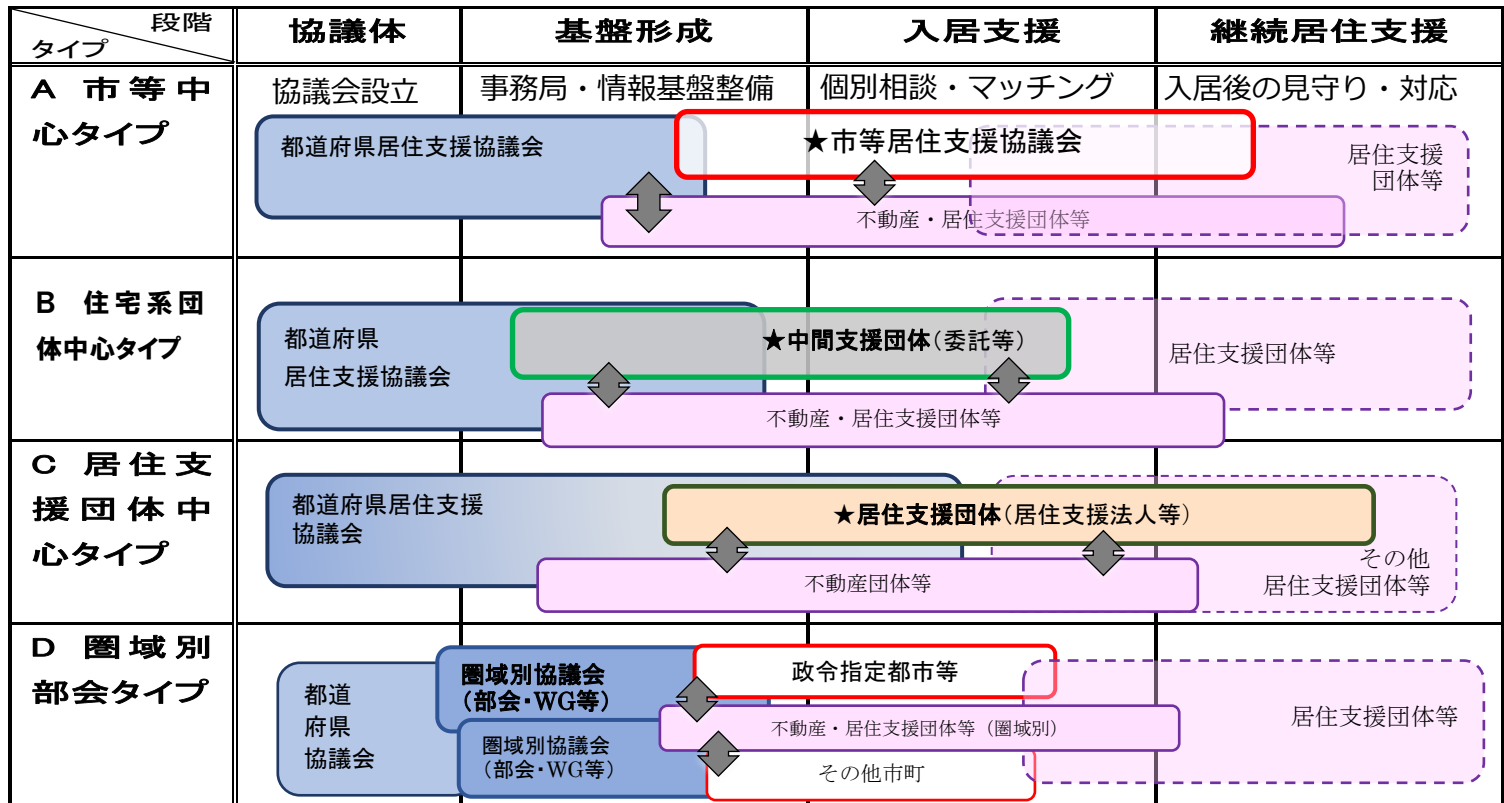 段階
タイプ
協議体
基盤形成
入居支援
継続居住支援
A 市等中
心タイプ
協議会設立
事務局・情報基盤整備
個別相談・マッチング
入居後の見守り・対応
都道府県居住支援協議会
★市等居住支援協議会
居住支援
団体等
不動産・居住支援団体等
B 住宅系団
体中心タイプ
都道府県
居住支援協議会
★中間支援団体(委託等)
居住支援団体等
不動産・居住支援団体等
C 居住支
援団体中
心タイプ
都道府県居住支援
協議会
★居住支援団体(居住支援法人等)
その他
居住支援団体等
不動産団体等
D 圏域別
部会タイプ
都道
府県
協議会
圏域別協議会
(部会・WG等)
政令指定都市等
不動産・居住支援団体等（圏域別）
居住支援団体等
圏域別協議会
(部会・WG等)
その他市町